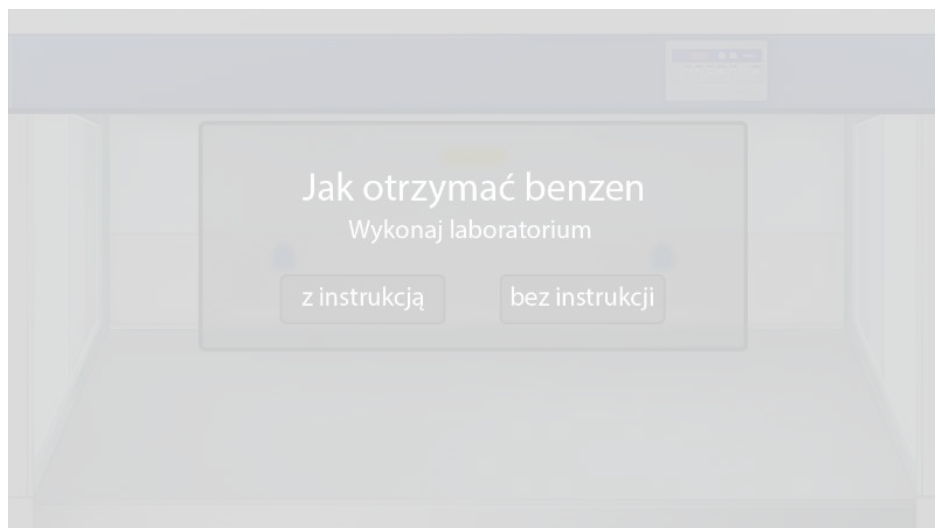 Jak otrzymać benzen
Wykonaj laboratorium
z instrukcją
bez instrukcji